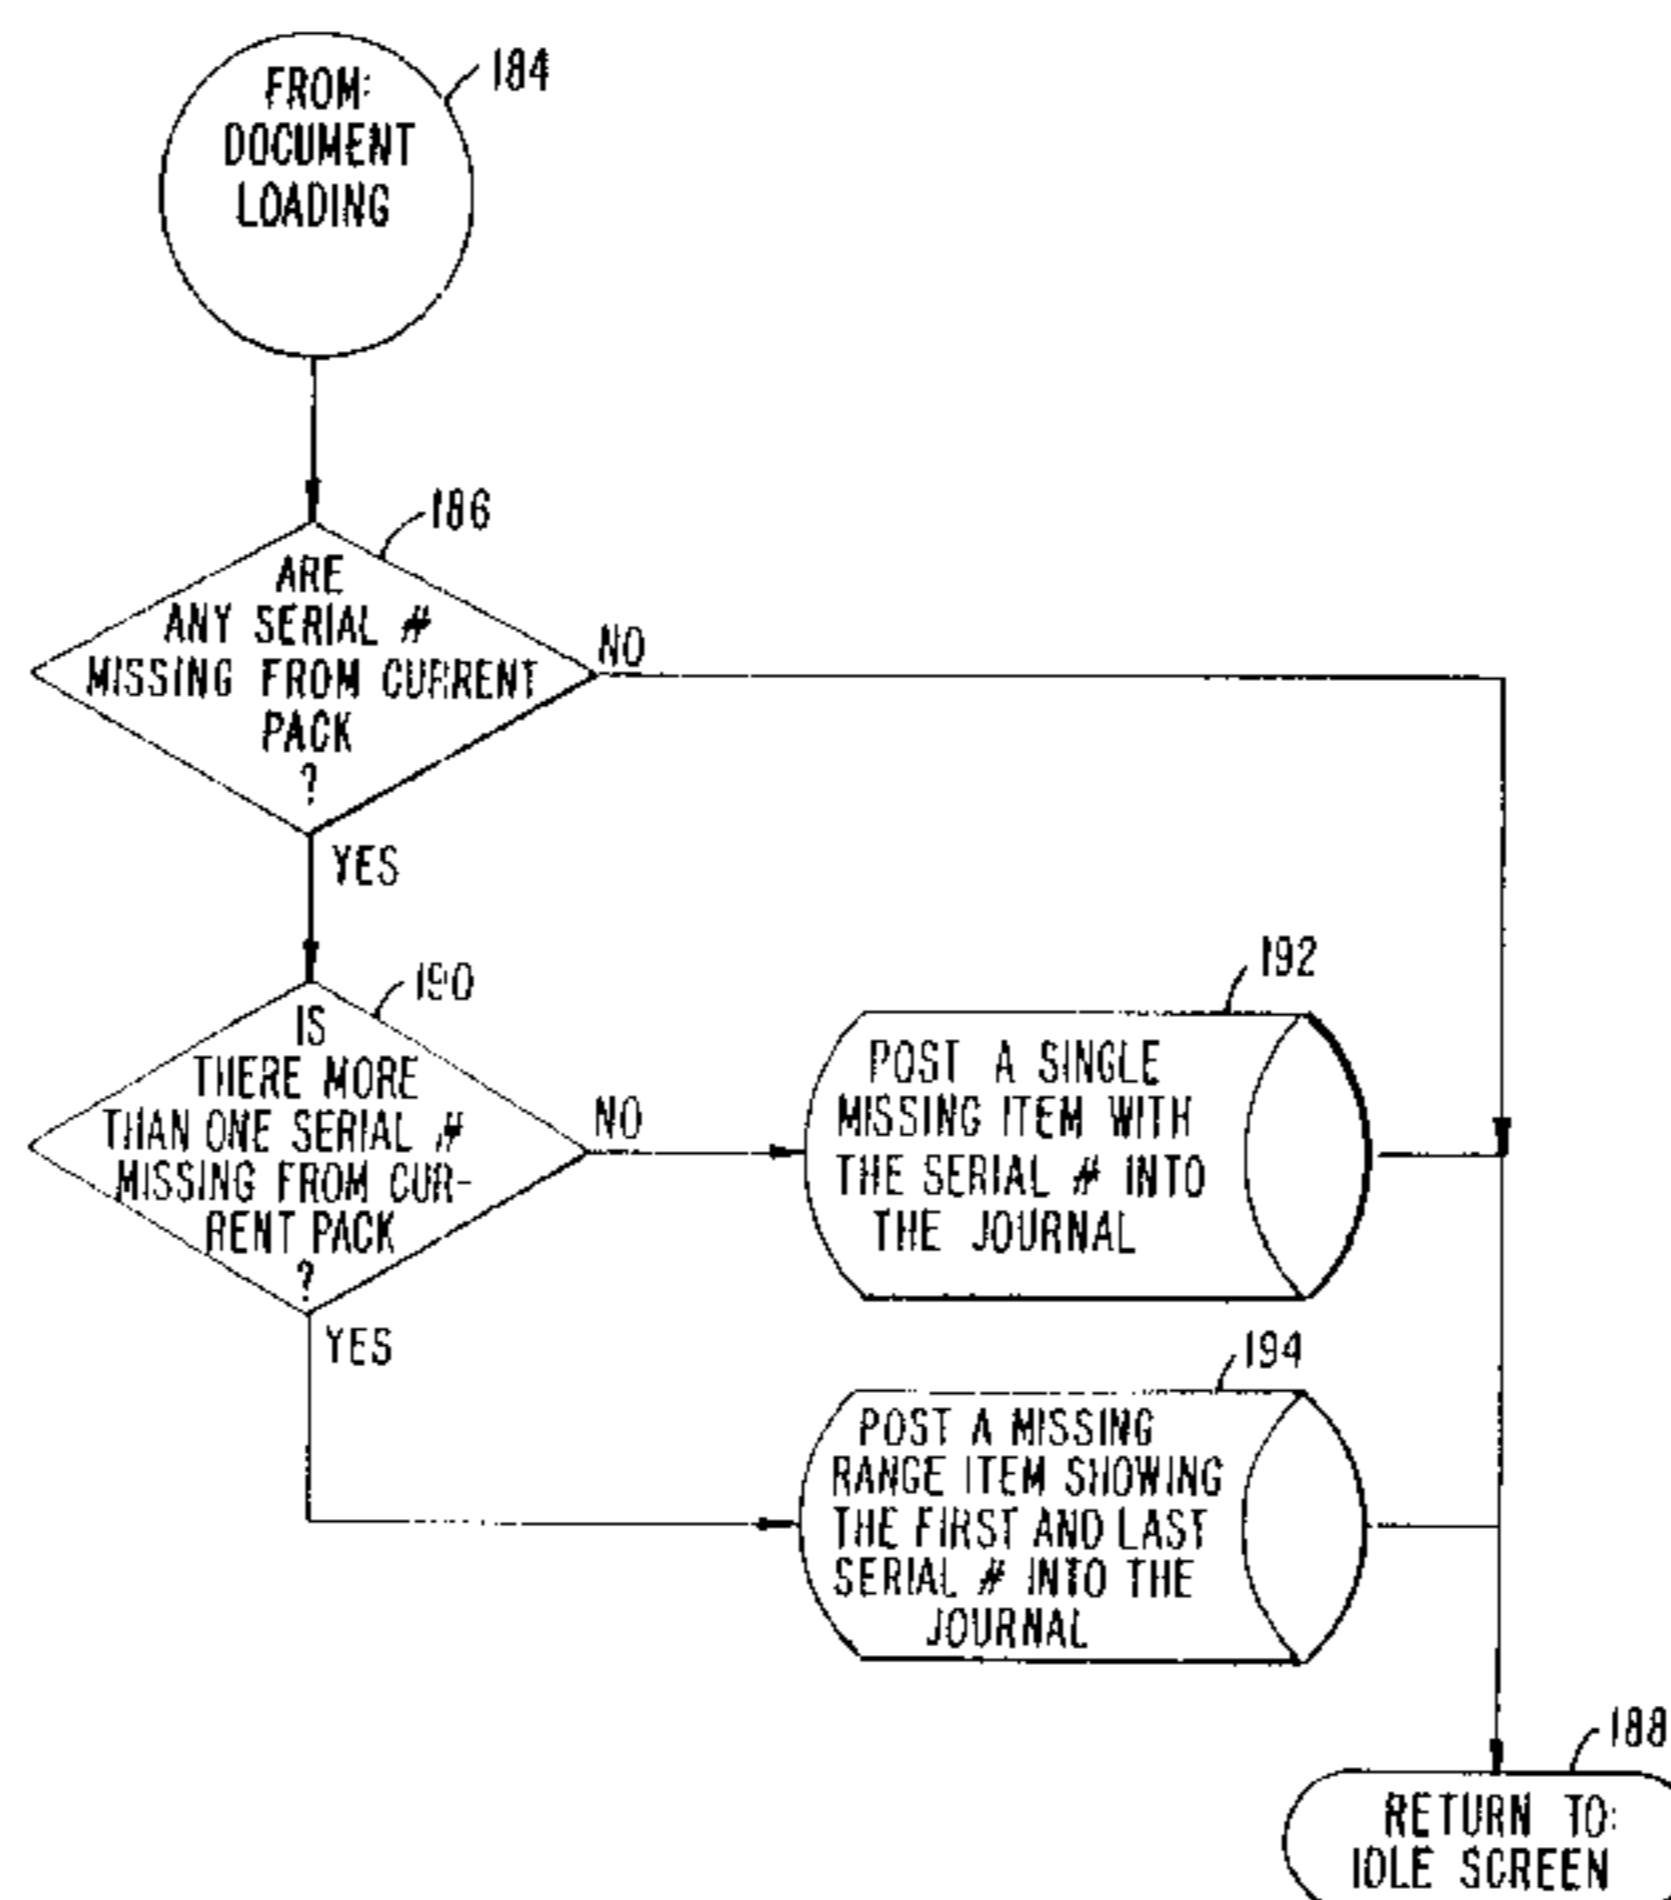 184
FROM:
DOCUMENT
LOADING
186
ARE
ANY SERIAL #
MISSING FROM CURRENT
PACK
?
NO
YES
190
IS
THERE MORE
THAN ONE SERIAL #
MISSING FROM CUR-
RENT PACK
?
NO
YES
192
POST A SINGLE
MISSING ITEM WITH
THE SERIAL # INTO
THE JOURNAL
194
POST A MISSING
RANGE ITEM SHOWING
THE FIRST AND LAST
SERIAL # INTO THE
JOURNAL
188
RETURN TO:
IDLE SCREEN